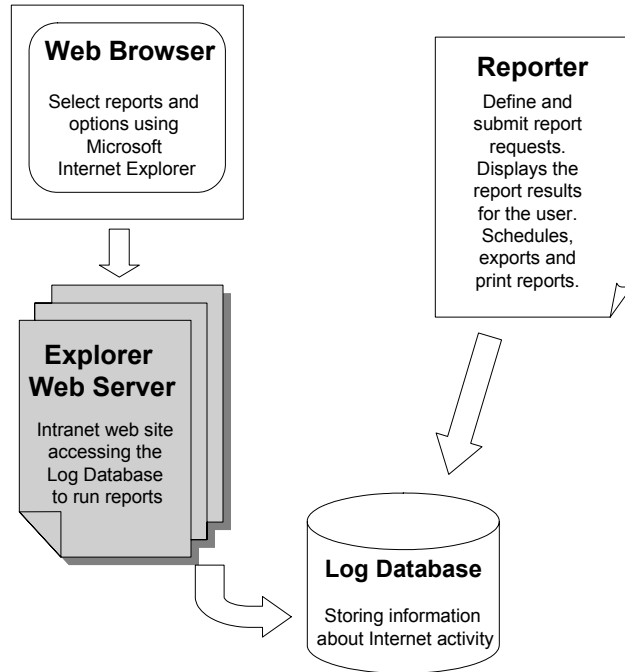 Web Browser
Select reports and
options using
Microsoft
Internet Explorer
Reporter
Define and
submit report
requests.
Displays the
report results
for the user.
Schedules,
exports and
print reports.
Explorer
Web Server
Intranet web site
accessing the
Log Database
to run reports
Log Database
Storing information
about Internet activity